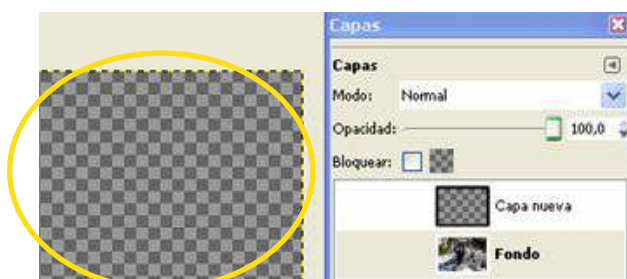 Capas
Capas
Modo: Normal
Opacidad: 100,0
Bloquear:
Capa nueva
Fondo